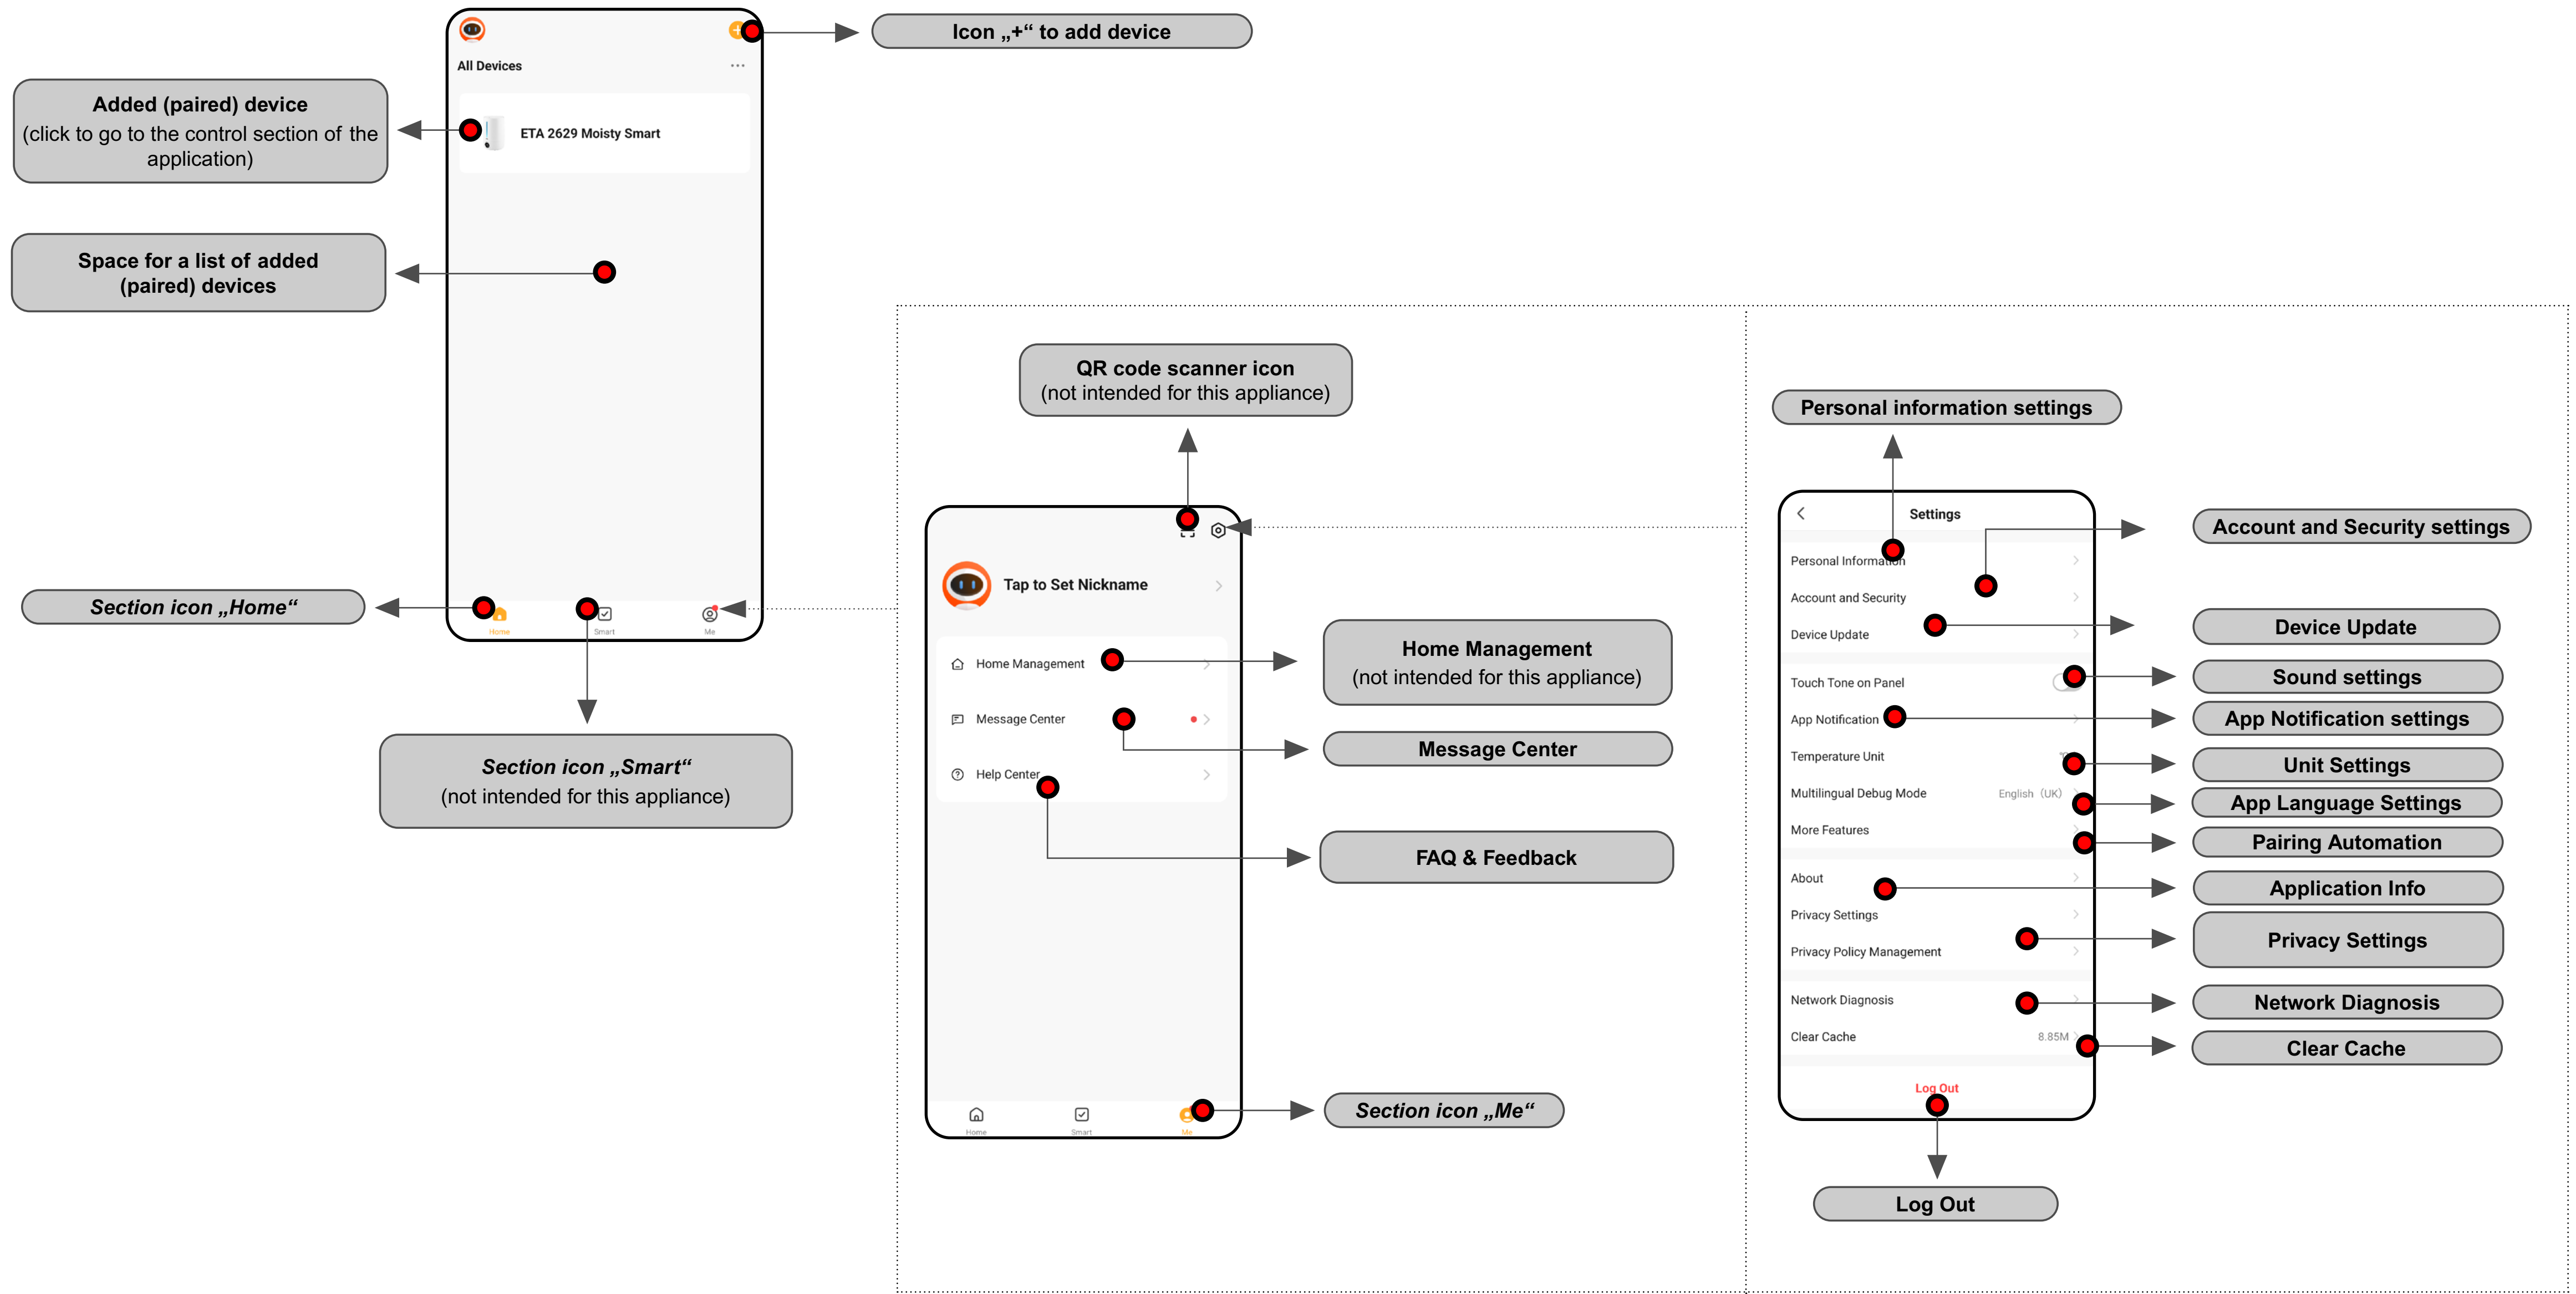 Icon „+“ to add device
All Devices
Added (paired) device
(click to go to the control section of the
application)
ETA 2629 Moisty Smart
Space for a list of added
(paired) devices
Section icon „Home“
Home
Smart
Me
Section icon „Smart“
(not intended for this appliance)
QR code scanner icon
(not intended for this appliance)
Tap to Set Nickname
Home Management
Message Center
Help Center
Home Management
(not intended for this appliance)
Message Center
FAQ & Feedback
Home
Smart
Me
Section icon „Me“
Personal information settings
Settings
Personal Information
Account and Security
Device Update
Touch Tone on Panel
App Notification
Temperature Unit
Multilingual Debug Mode
English (UK)
More Features
About
Privacy Settings
Privacy Policy Management
Network Diagnosis
Clear Cache
8.85M
Log Out
Account and Security settings
Device Update
Sound settings
App Notification settings
Unit Settings
App Language Settings
Pairing Automation
Application Info
Privacy Settings
Network Diagnosis
Clear Cache
Log Out